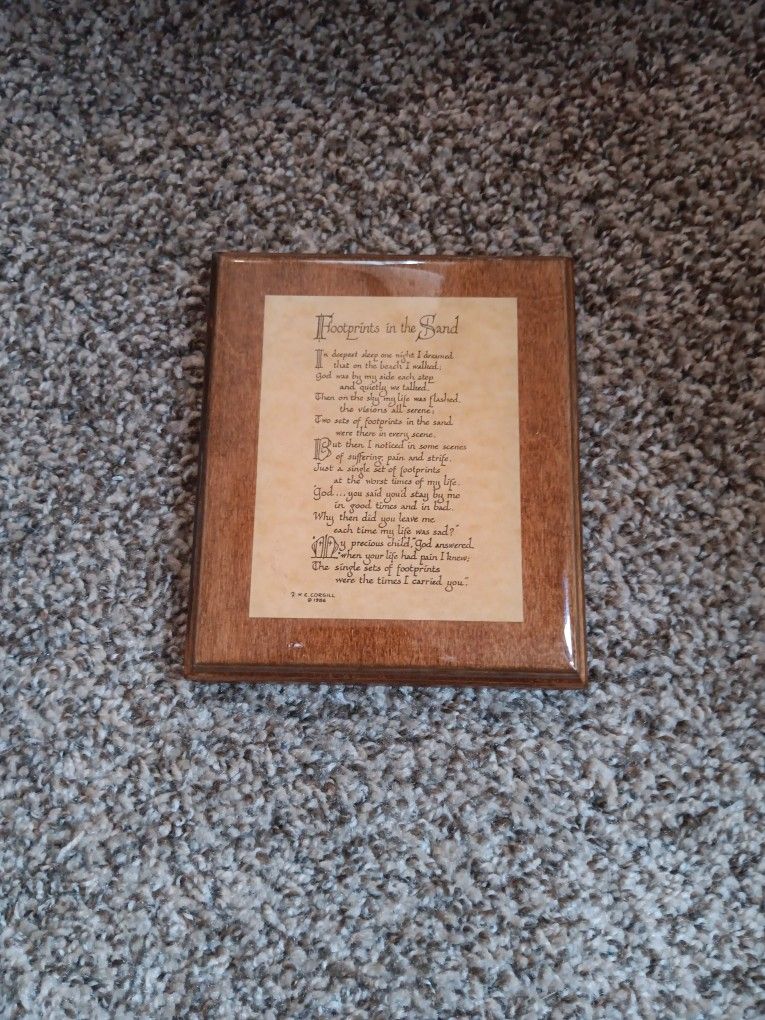 Footprints in the Sand
In deepest sleep one night I dreamed
that on the beach I walked;
God was by my side each step
and quietly we talked.
Then on the sky my life was flashed,
the visions all serene;
Two sets of footprints in the sand
were there in every scene.
But then I noticed in some scenes
of suffering, pain and strife,
Just a single set of footprints
at the worst times of my life.
"God...you said you'd stay by me
in good times and in bad.
Why then did you leave me
each time my life was sad?"
"My precious child," God answered,
"when your life had pain I knew;
The single sets of footprints
were the times I carried you."
E. CORGILL
© 1986